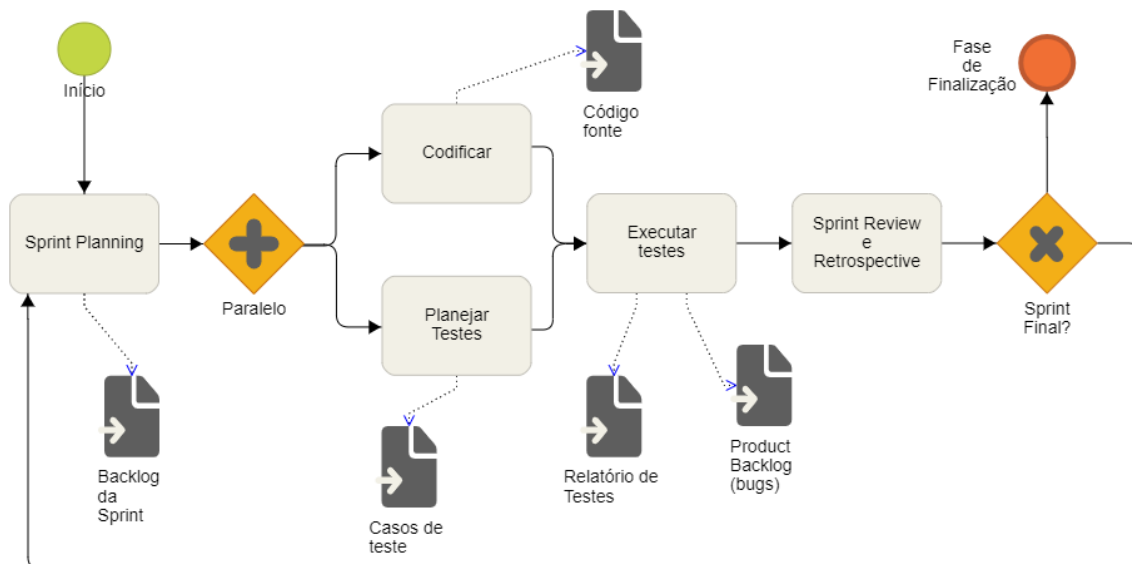 Início
Sprint Planning
Backlog
da
Sprint
Paralelo
Codificar
Código
fonte
Planejar
Testes
Casos de
teste
Executar
testes
Relatório de
Testes
Product
Backlog
(bugs)
Sprint Review
e
Retrospective
Sprint
Final?
Fase
de
Finalização